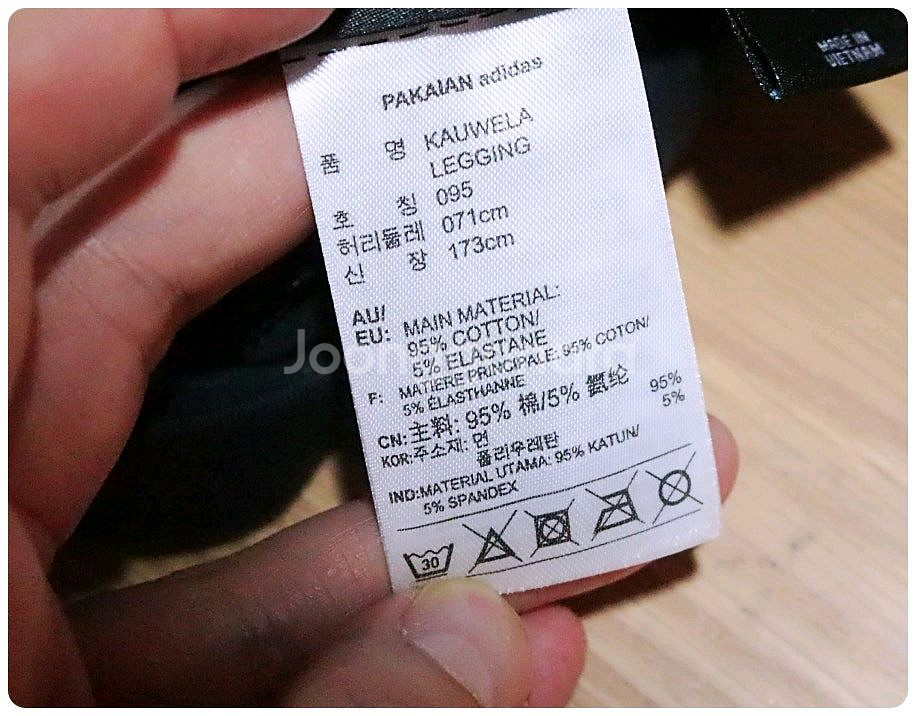 MADE IN
VIETNAM
PAKAIAN adidas
품 명 KAUWELA
LEGGING
호 칭 095
허리둘레 071cm
신 장 173cm
AU/
EU: MAIN MATERIAL:
95% COTTON/
5% ELASTANE
F: MATIERE PRINCIPALE: 95% COTON/
5% ÉLASTHANNE
CN: 主料: 95% 棉/5% 氨纶
KOR: 주소재: 면 95%
폴리우레탄 5%
IND: MATERIAL UTAMA: 95% KATUN/
5% SPANDEX
30